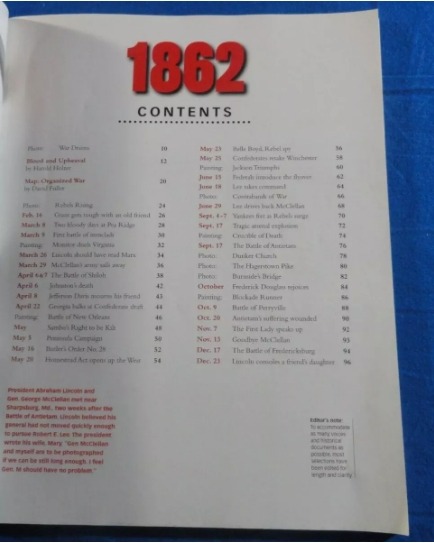 1862
CONTENTS
Photo: War Drums 10
Blood and Upheaval 12
by Harold Holzer
Map: Organized War 20
by David Fuller
Photo: Rebels Rising 24
Feb. 16 Grant gets tough with an old friend 26
March 8 Two bloody days at Pea Ridge 28
March 9 First battle of ironclads 30
Painting: Monitor duels Virginia 32
March 20 Lincoln should have read Marx 34
March 29 McClellan's army sails away 36
April 6 & 7 The Battle of Shiloh 38
April 6 Johnston's death 42
April 8 Jefferson Davis mourns his friend 45
April 22 Georgia balks at Confederate draft 44
Painting: Battle of New Orleans 46
May Sandie's Right to be Kilt 48
May 5 Peninsula Campaign 50
May 16 Butler's Order No. 28 52
May 20 Homestead Act opens up the West 54
May 23 Belle Boyd, Rebel spy 56
May 25 Confederates retake Winchester 58
Painting: Jackson Triumphs 60
June 15 Federals introduce the flower 62
June 18 Lee takes command 64
Photo: Contrabands of War 66
June 29 Lee drives back McClellan 68
Sept. 4-7 Yankees fire at Rebels range 70
Sept. 17 Tragic arsenal explosion 72
Painting: Crucible of Death 74
Sept. 17 The Battle of Antietam 76
Photo: Dunker Church 78
Photo: The Hagerstown Pike 80
Photo: Burnside's Bridge 82
October Frederick Douglass rejoices 84
Painting: Blockade Runners 86
Oct. 9 Battle of Perryville 88
Oct. 20 Antietam's suffering wounded 90
Nov. 7 The First Lady speaks up 92
Nov. 13 Goodbye McClellan 93
Dec. 17 The Battle of Fredericksburg 94
Dec. 23 Lincoln consoles a friend's daughter 96
President Abraham Lincoln and
Gen. George McClellan met near
Sharpsburg, Md., two weeks after the
Battle of Antietam. Lincoln believed his
general had not moved quickly enough
to pursue Robert E. Lee. The president
wrote his wife, Mary, "Gen McClellan
and myself are to be photographed
if we can be still long enough. I feel
Gen. M should have no problem."
Editor's note:
to accommodate
as many voices
and historical
documents as
possible, most
selections have
been edited for
length and clarity.